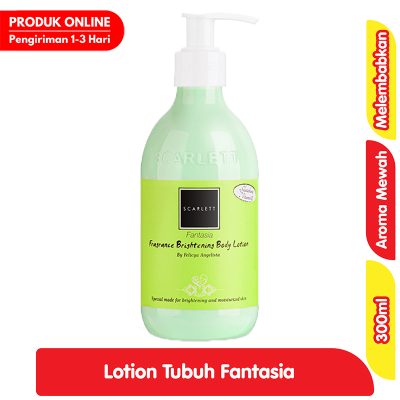 PRODUK ONLINE
Pengiriman 1-3 Hari
SCARLETT
SCARLETT
Fantasia
Fragrance Brightening Body Lotion
By Felicya Angelista
Special made for brightening and moisturized skin.
Melembabkan
Aroma Mewah
300ml
Lotion Tubuh Fantasia